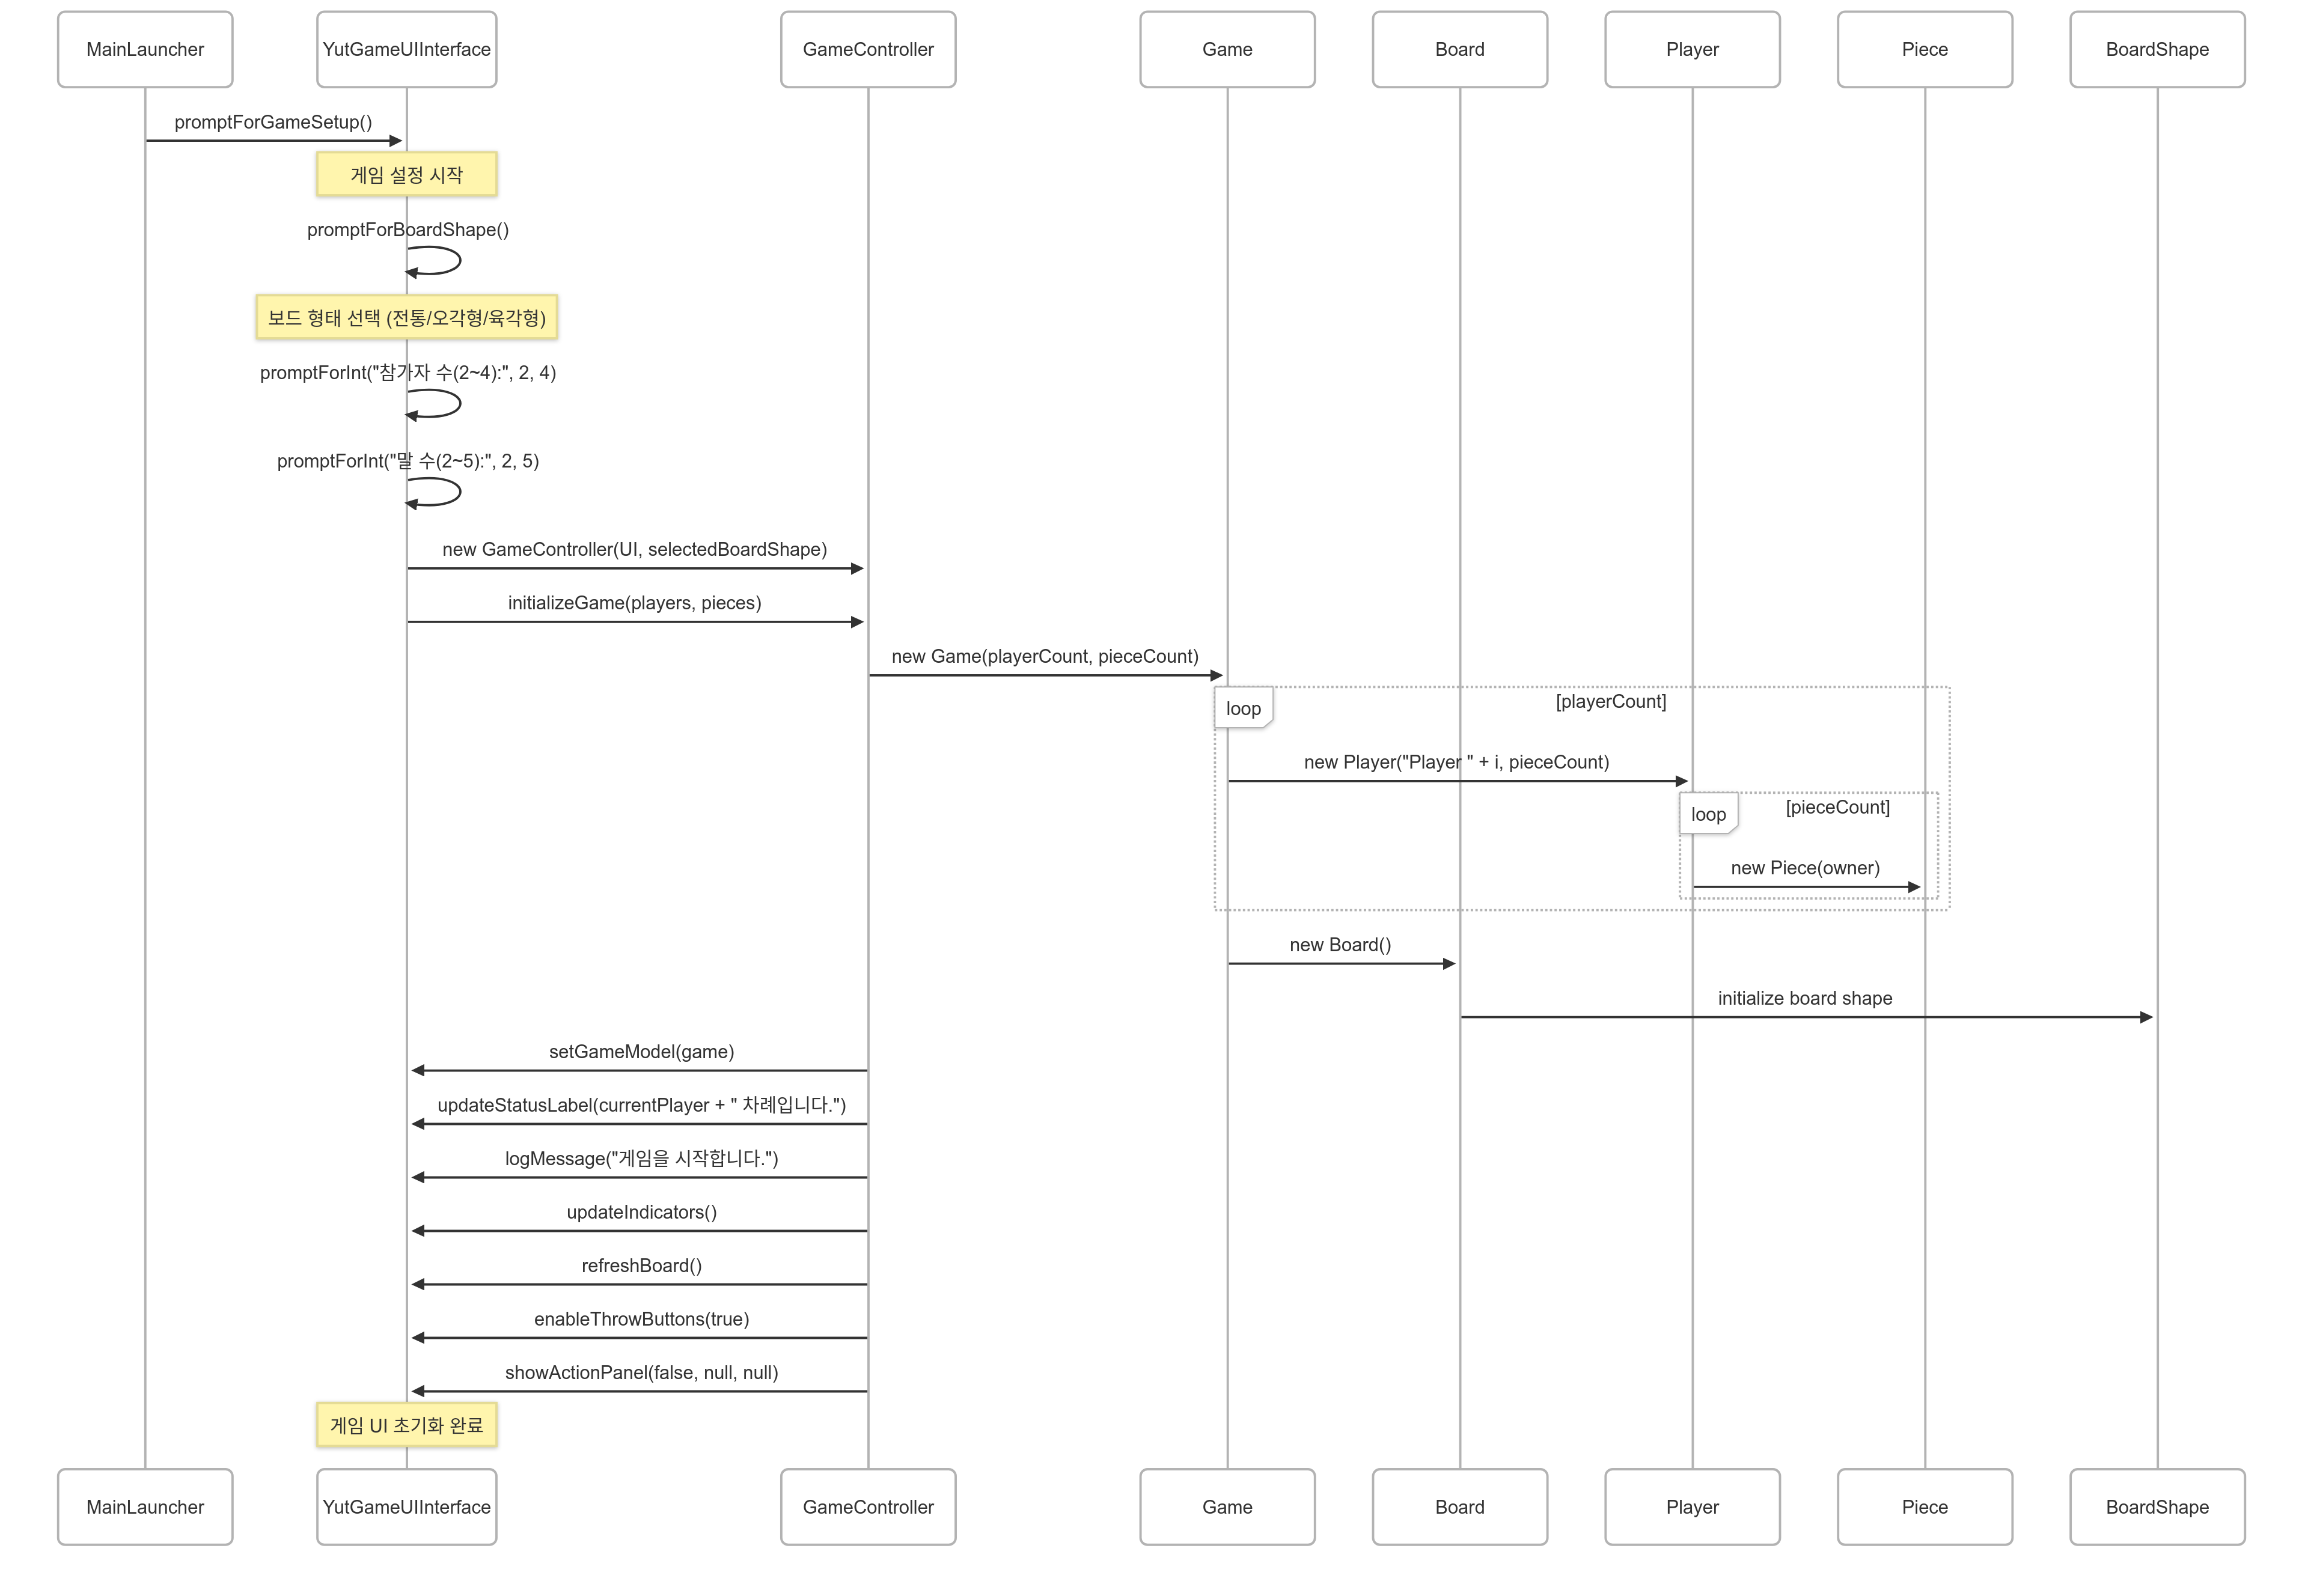 MainLauncher
YutGameUIInterface
GameController
Game
Board
Player
Piece
BoardShape
promptForGameSetup()
게임 설정 시작
promptForBoardShape()
보드 형태 선택 (전통/오각형/육각형)
promptForInt("참가자 수(2~4):", 2, 4)
promptForInt("말 수(2~5):", 2, 5)
new GameController(UI, selectedBoardShape)
initializeGame(players, pieces)
new Game(playerCount, pieceCount)
loop
[playerCount]
new Player("Player " + i, pieceCount)
loop
[pieceCount]
new Piece(owner)
new Board()
initialize board shape
setGameModel(game)
updateStatusLabel(currentPlayer + " 차례입니다.")
logMessage("게임을 시작합니다.")
updateIndicators()
refreshBoard()
enableThrowButtons(true)
showActionPanel(false, null, null)
게임 UI 초기화 완료
MainLauncher
YutGameUIInterface
GameController
Game
Board
Player
Piece
BoardShape